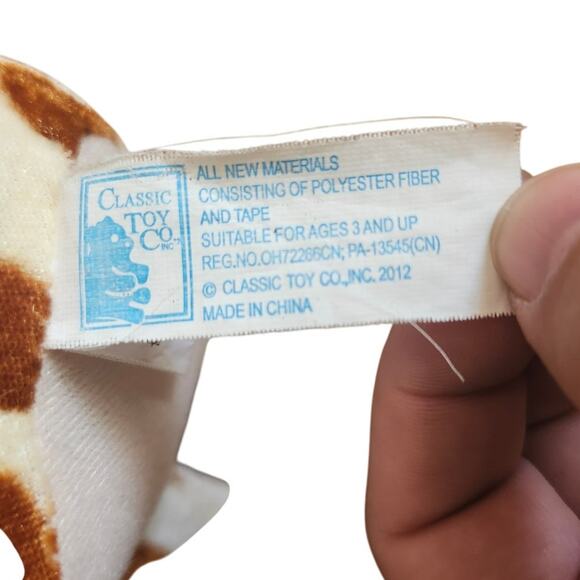 CLASSIC
TOY
CO.
INC.
ALL NEW MATERIALS
CONSISTING OF POLYESTER FIBER
AND TAPE
SUITABLE FOR AGES 3 AND UP
REG.NO.OH72266CN; PA-13545(CN)
© CLASSIC TOY CO.,INC. 2012
MADE IN CHINA